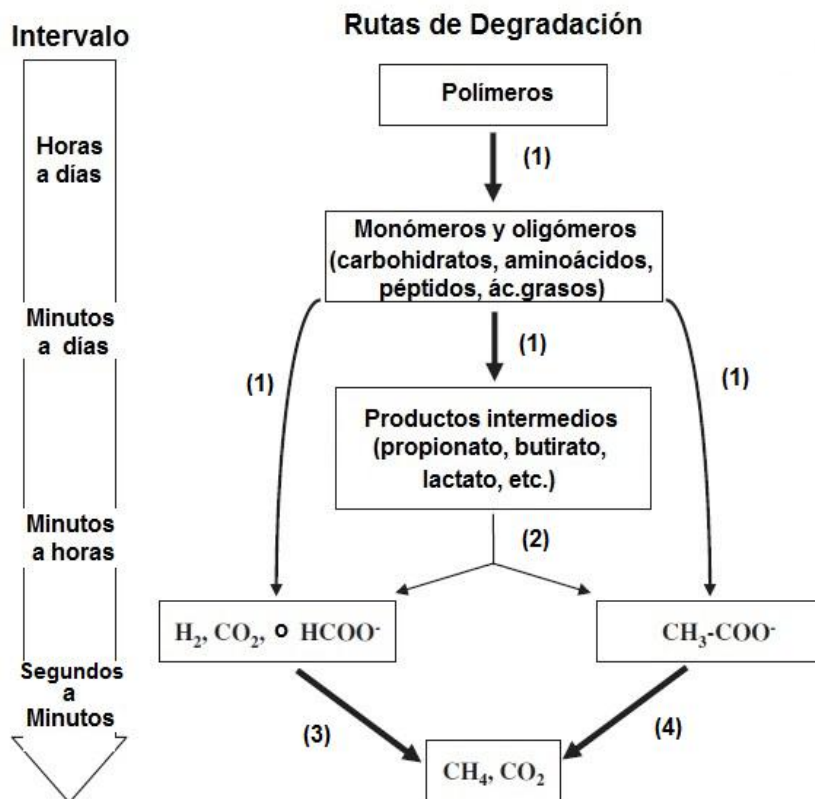 Rutas de Degradación
Intervalo
Polímeros
Horas
a días
(1)
Monómeros y oligómeros
(carbohidratos, aminoácidos,
péptidos, ác.grasos)
Minutos
a días
(1)
(1)
(1)
Productos intermedios
(propionato, butirato,
lactato, etc.)
Minutos
a horas
(2)
H₂, CO₂, o HCOO⁻
CH₃-COO⁻
Segundos
a
Minutos
(3)
(4)
CH₄, CO₂